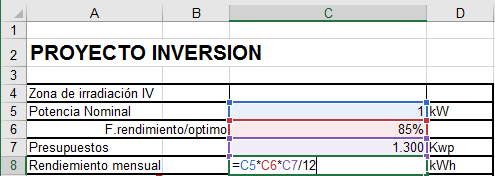 A B C D
1
2 PROYECTO INVERSION
3
4 Zona de irradiación IV
5 Potencia Nominal 1 kW
6 F.rendimiento/optimo 85%
7 Presupuestos 1.300 Kwp
8 Rendiemiento mensual =C5*C6*C7/12 kWh